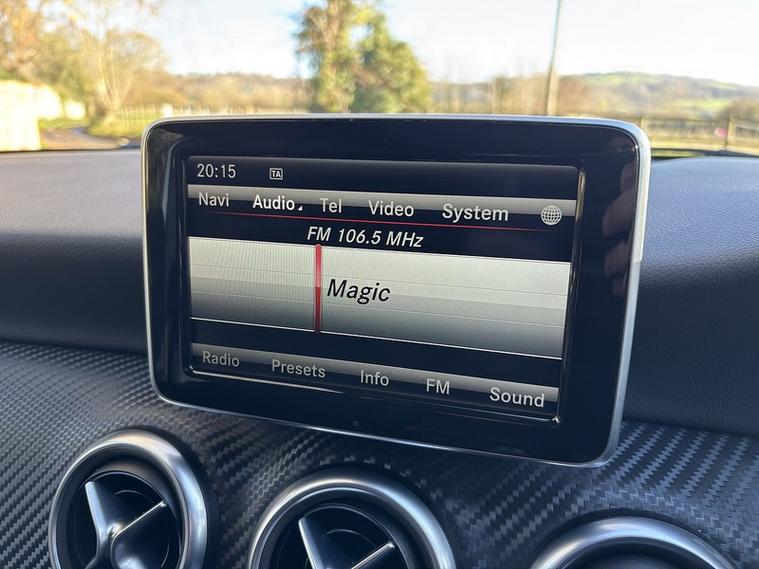 20:15 TA
Navi Audio Tel Video System
FM 106.5 MHz
Magic
Radio Presets Info FM Sound